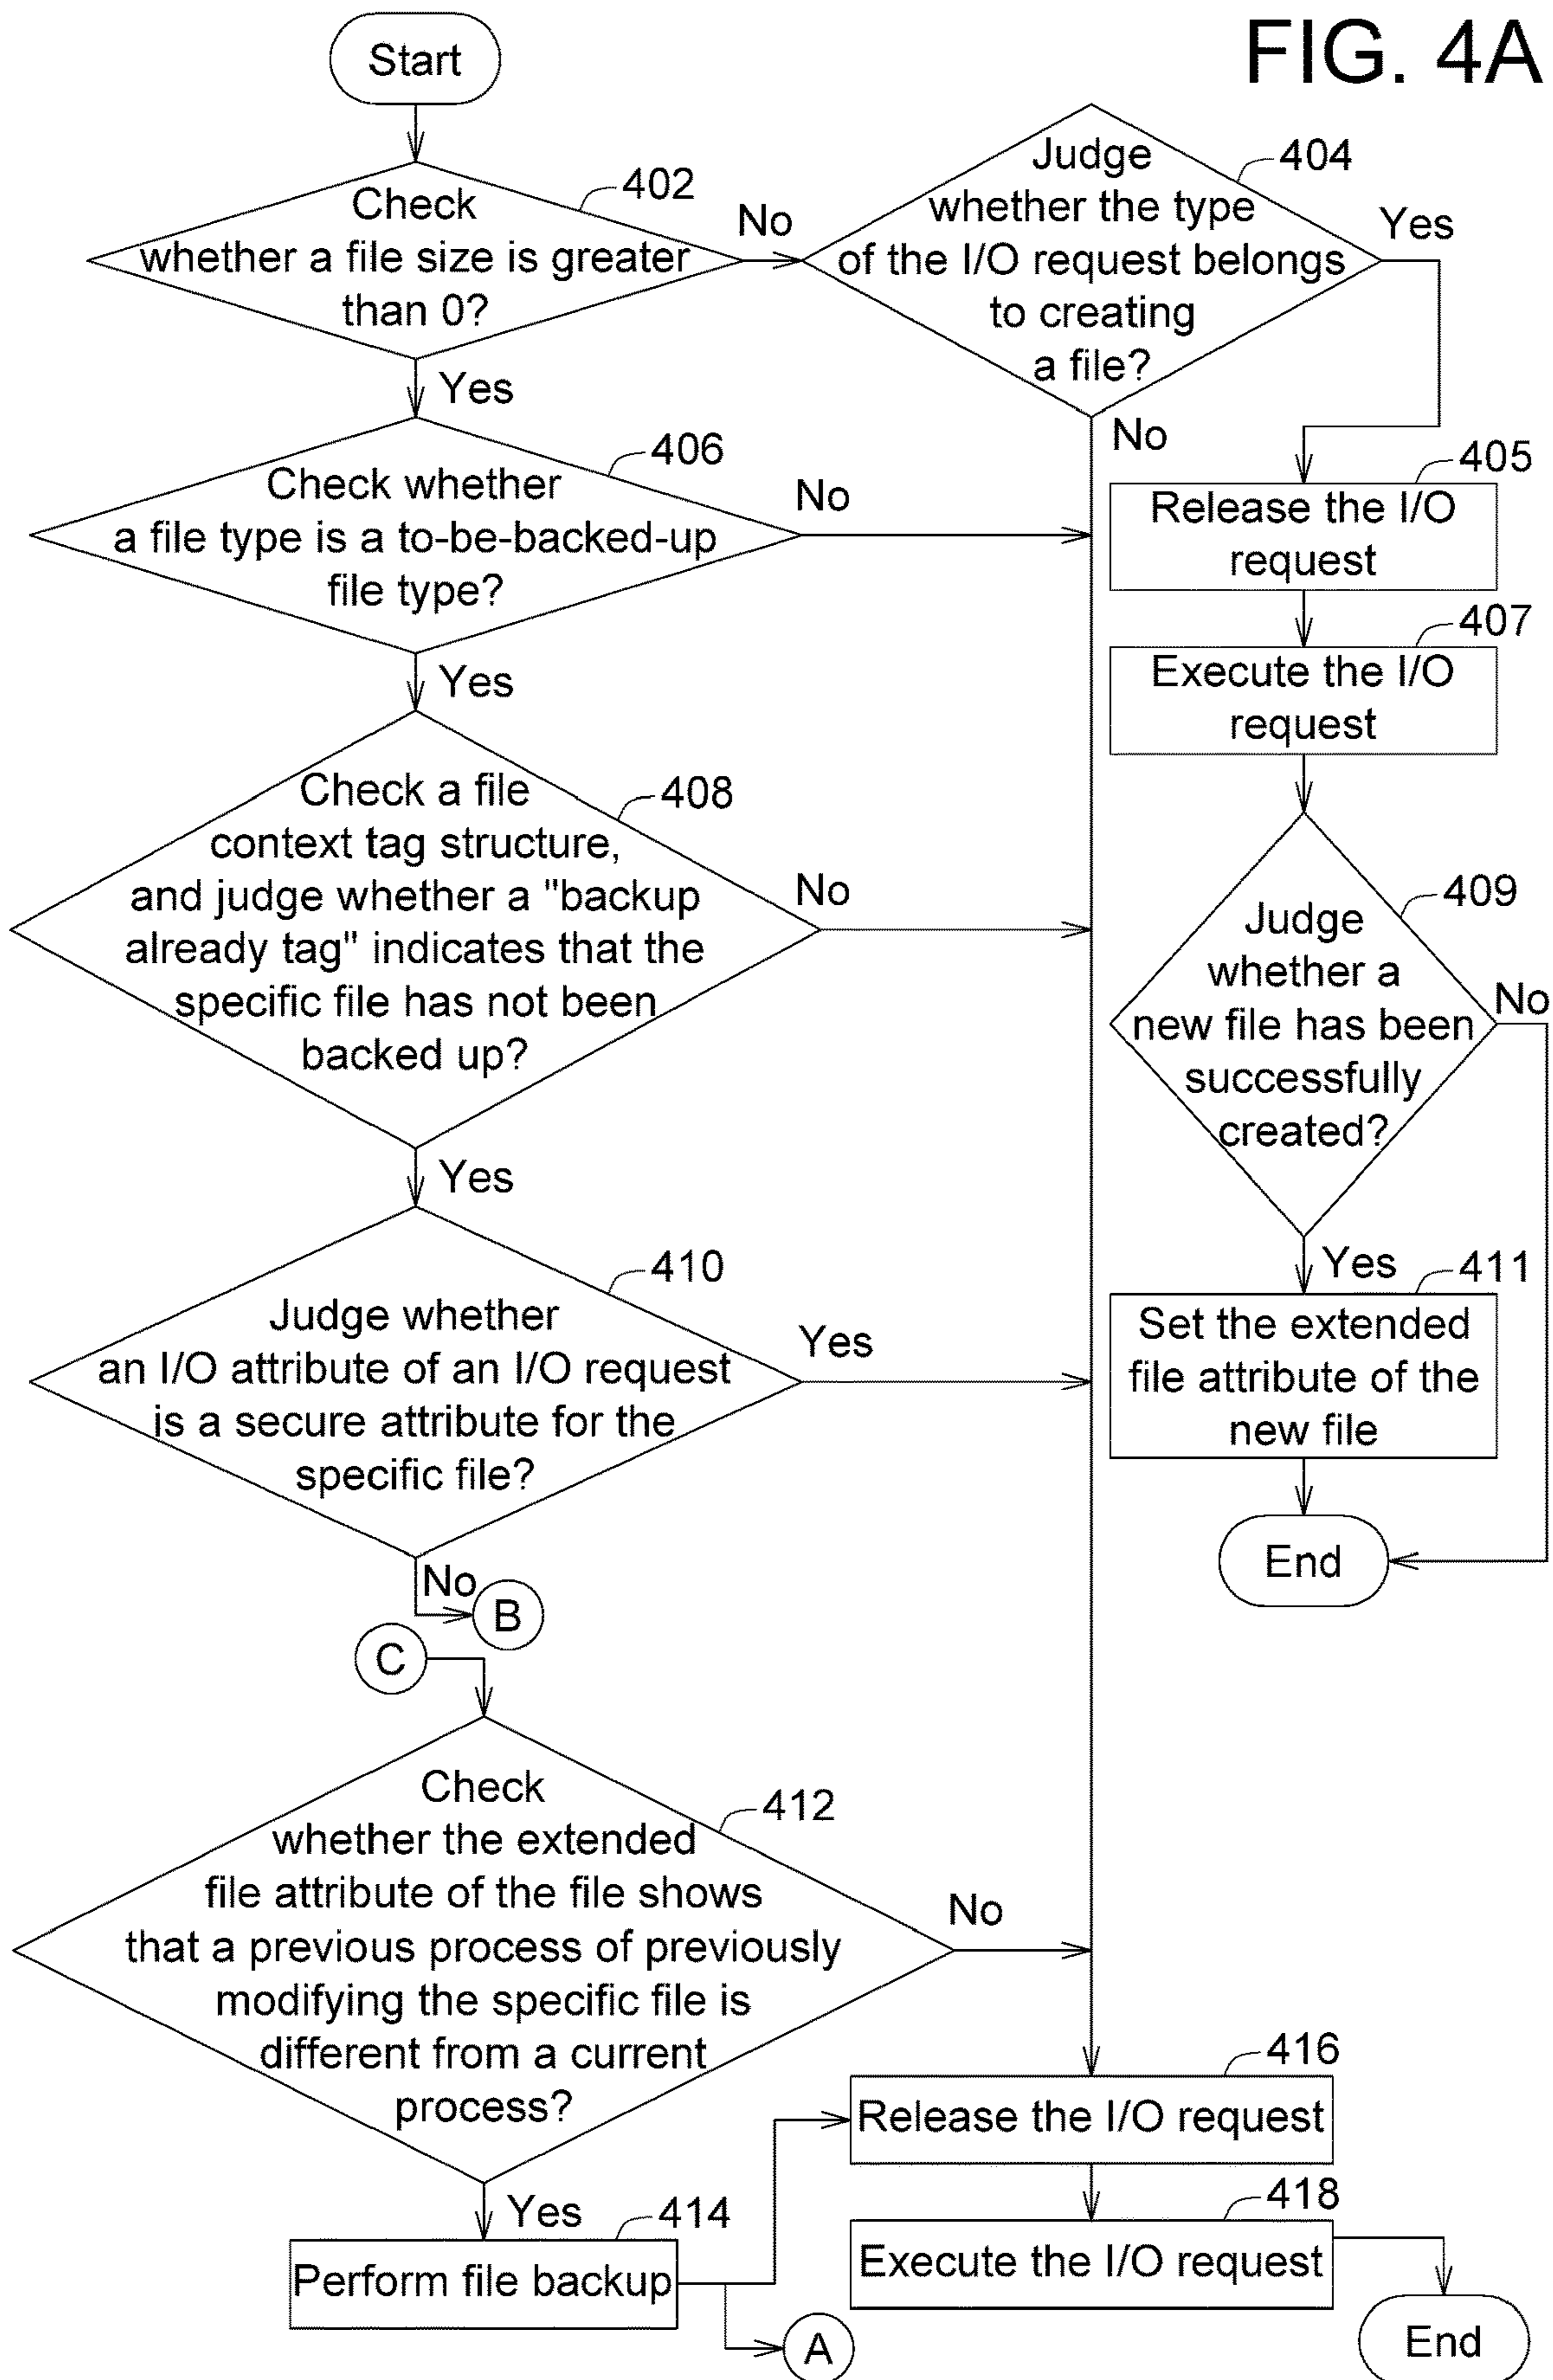 FIG. 4A
Start
Check
whether a file size is greater
than 0?
402
No
Yes
Judge
whether the type
of the I/O request belongs
to creating
a file?
404
Yes
No
Check whether
a file type is a to-be-backed-up
file type?
406
No
Yes
Release the I/O
request
405
Execute the I/O
request
407
Check a file
context tag structure,
and judge whether a "backup
already tag" indicates that the
specific file has not been
backed up?
408
No
Yes
Judge
whether a
new file has been
successfully
created?
409
No
Yes
Judge whether
an I/O attribute of an I/O request
is a secure attribute for the
specific file?
410
Yes
No
B
Set the extended
file attribute of the
new file
411
End
C
Check
whether the extended
file attribute of the file shows
that a previous process of previously
modifying the specific file is
different from a current
process?
412
No
Yes
Perform file backup
414
A
Release the I/O request
416
Execute the I/O request
418
End